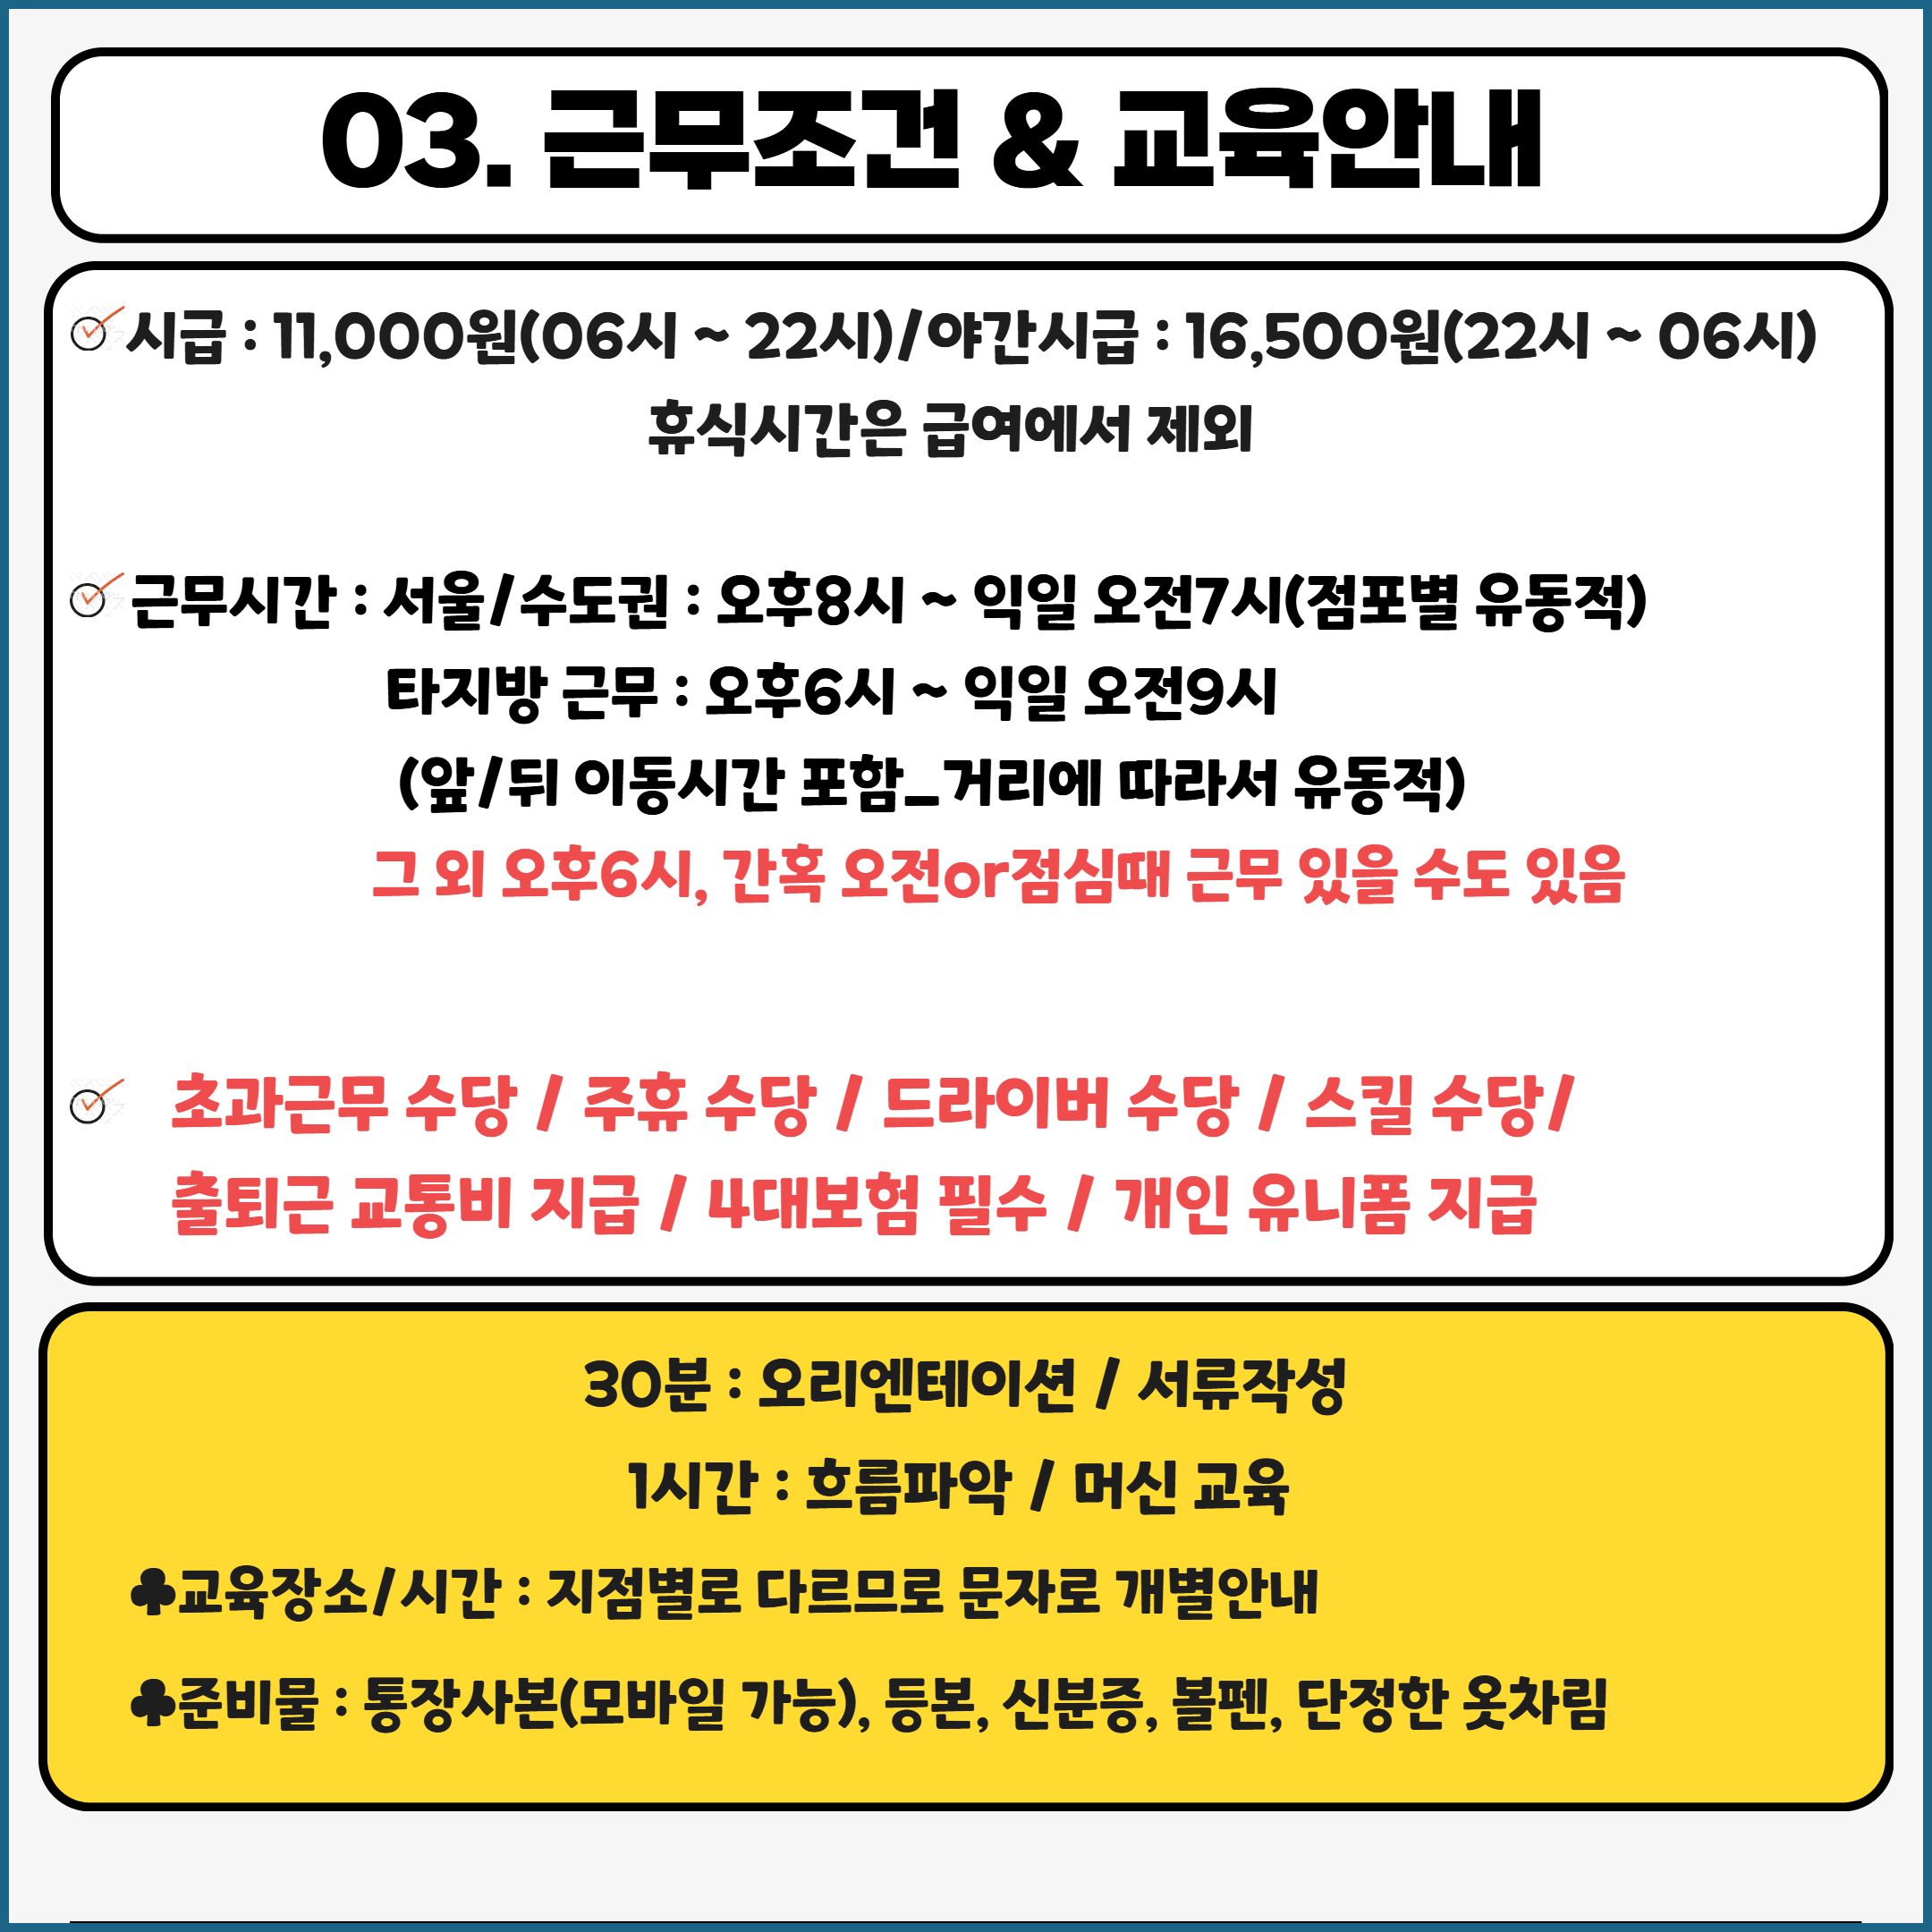 03. 근무조건 & 교육안내
시급 : 11,000원(06시 ~ 22시)/야간시급 : 16,500원(22시 ~ 06시)
휴식시간은 급여에서 제외
근무시간 : 서울/수도권 : 오후8시 ~ 익일 오전7시(점포별 유동적)
타지방 근무 : 오후6시 ~ 익일 오전9시
(앞/뒤 이동시간 포함_거리에 따라서 유동적)
그 외 오후6시, 간혹 오전or점심때 근무 있을 수도 있음
초과근무 수당 / 주휴 수당 / 드라이버 수당 / 스킬 수당/
출퇴근 교통비 지급 / 4대보험 필수 / 개인 유니폼 지급
30분 : 오리엔테이션 / 서류작성
1시간 : 흐름파악 / 머신 교육
♣교육장소/시간 : 지점별로 다르므로 문자로 개별안내
♣준비물 : 통장사본(모바일 가능), 등본, 신분증, 볼펜, 단정한 옷차림